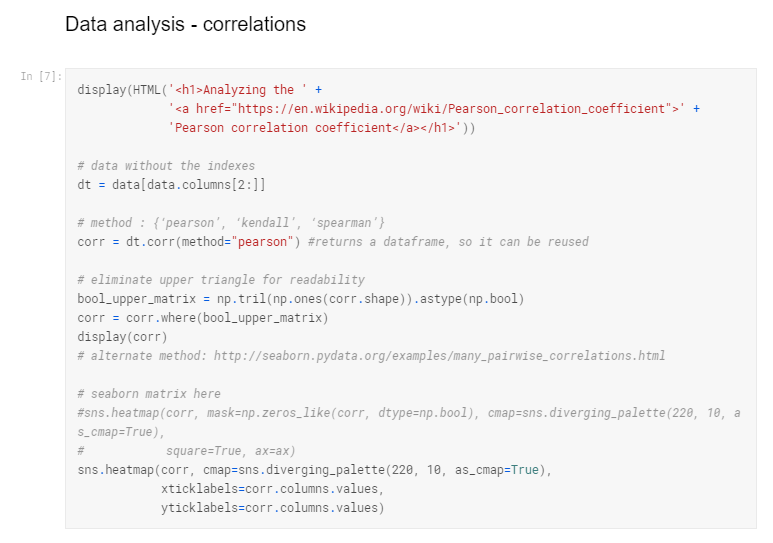 Data analysis - correlations
In [7]:
display(HTML('<h1>Analyzing the ' +
'<a href="https://en.wikipedia.org/wiki/Pearson_correlation_coefficient">' +
'Pearson correlation coefficient</a></h1>'))
# data without the indexes
dt = data[data.columns[2:]]
# method : {‘pearson’, ‘kendall’, ‘spearman’}
corr = dt.corr(method="pearson") #returns a dataframe, so it can be reused
# eliminate upper triangle for readability
bool_upper_matrix = np.tril(np.ones(corr.shape)).astype(np.bool)
corr = corr.where(bool_upper_matrix)
display(corr)
# alternate method: http://seaborn.pydata.org/examples/many_pairwise_correlations.html
# seaborn matrix here
#sns.heatmap(corr, mask=np.zeros_like(corr, dtype=np.bool), cmap=sns.diverging_palette(220, 10, a
s_cmap=True),
#           square=True, ax=ax)
sns.heatmap(corr, cmap=sns.diverging_palette(220, 10, as_cmap=True),
xticklabels=corr.columns.values,
yticklabels=corr.columns.values)